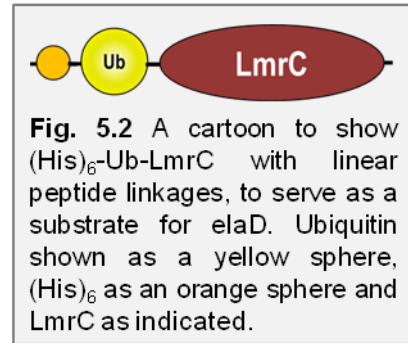 Ub
LmrC
Fig. 5.2 A cartoon to show
(His)₆-Ub-LmrC with linear
peptide linkages, to serve as a
substrate for elaD. Ubiquitin
shown as a yellow sphere,
(His)₆ as an orange sphere and
LmrC as indicated.